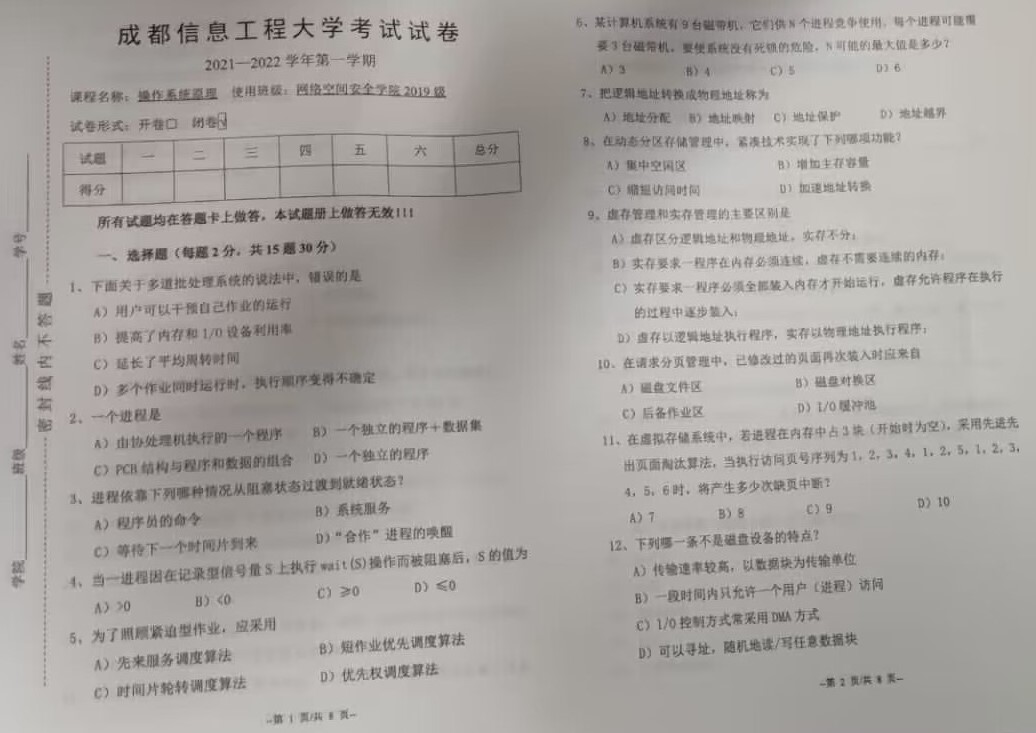 成都信息工程大学考试试卷
2021—2022 学年第一学期
课程名称：操作系统原理 使用班级：网络空间安全学院 2019 级
试卷形式：开卷□ 闭卷☑
试题 一 二 三 四 五 六 总分
得分
所有试题均在答题卡上做答，本试题册上做答无效!!!
一、选择题（每题 2 分，共 15 题 30 分）
1、下面关于多道批处理系统的说法中，错误的是
A）用户可以干预自己作业的运行
B）提高了内存和 I/O 设备利用率
C）延长了平均周转时间
D）多个作业同时运行时，执行顺序变得不确定
2、一个进程是
A）由协处理机执行的一个程序 B）一个独立的程序＋数据集
C）PCB 结构与程序和数据的组合 D）一个独立的程序
3、进程依靠下列哪种情况从阻塞状态过渡到就绪状态？
A）程序员的命令 B）系统服务
C）等待下一个时间片到来 D）“合作”进程的唤醒
4、当一进程因在记录型信号量 S 上执行 wait(S)操作而被阻塞后，S 的值为
A）>0 B）<0 C）≥0 D）≤0
5、为了照顾紧迫型作业，应采用
A）先来服务调度算法 B）短作业优先调度算法
C）时间片轮转调度算法 D）优先权调度算法
--第 1 页/共 8 页--
学院 班级 姓名 学号
密封线内不答题
6、某计算机系统有 9 台磁带机，它们供 N 个进程竞争使用，每个进程可能需
要 3 台磁带机，要使系统没有死锁的危险，N 可能的最大值是多少？
A）3 B）4 C）5 D）6
7、把逻辑地址转换成物理地址称为
A）地址分配 B）地址映射 C）地址保护 D）地址越界
8、在动态分区存储管理中，紧凑技术实现了下列哪项功能？
A）集中空闲区 B）增加主存容量
C）缩短访问时间 D）加速地址转换
9、虚存管理和实存管理的主要区别是
A）虚存区分逻辑地址和物理地址，实存不分；
B）实存要求一程序在内存必须连续，虚存不需要连续的内存；
C）实存要求一程序必须全部装入内存才开始运行，虚存允许程序在执行
的过程中逐步装入；
D）虚存以逻辑地址执行程序，实存以物理地址执行程序；
10、在请求分页管理中，已修改过的页面再次装入时应来自
A）磁盘文件区 B）磁盘对换区
C）后备作业区 D）I/O 缓冲池
11、在虚拟存储系统中，若进程在内存中占 3 块（开始时为空），采用先进先
出页面淘汰算法，当执行访问页号序列为 1，2，3，4，1，2，5，1，2，3，
4，5，6 时，将产生多少次缺页中断？
A）7 B）8 C）9 D）10
12、下列哪一条不是磁盘设备的特点？
A）传输速率较高，以数据块为传输单位
B）一段时间内只允许一个用户（进程）访问
C）I/O 控制方式常采用 DMA 方式
D）可以寻址，随机地读/写任意数据块
--第 2 页/共 8 页--